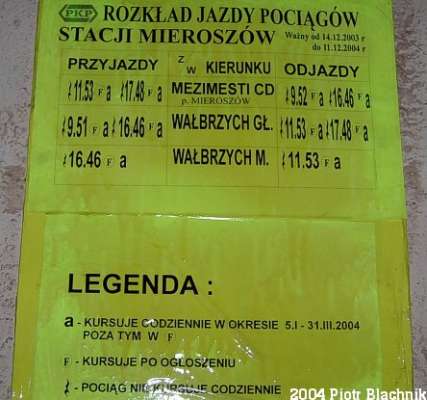 PKP ROZKŁAD JAZDY POCIĄGÓW
STACJI MIEROSZÓW Ważny od 14.12.2003 r
do 11.12.2004 r
PRZYJAZDY z w KIERUNKU ODJAZDY
11.53 F a 17.48 F a MEZIMESTI CD 9.52 F a 16.46 F a
p. MIEROSZÓW
9.51 F a 16.46 F a WAŁBRZYCH GŁ. 11.53 F a 17.48 F a
16.46 F a WAŁBRZYCH M. 11.53 F a
LEGENDA :
a - KURSUJE CODZIENNIE W OKRESIE 5.I - 31.III.2004
POZA TYM W F
F - KURSUJE PO OGŁOSZENIU
- POCIĄG NIE KURSUJE CODZIENNIE
2004 Piotr Blachnik